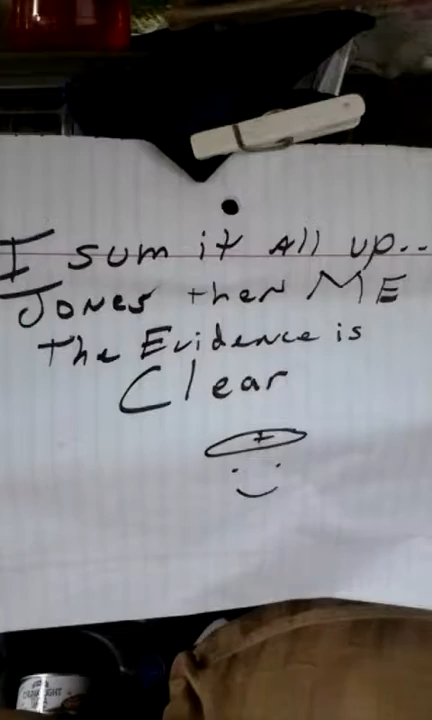 I sum it All up..
Jones then ME
the Evidence is
Clear